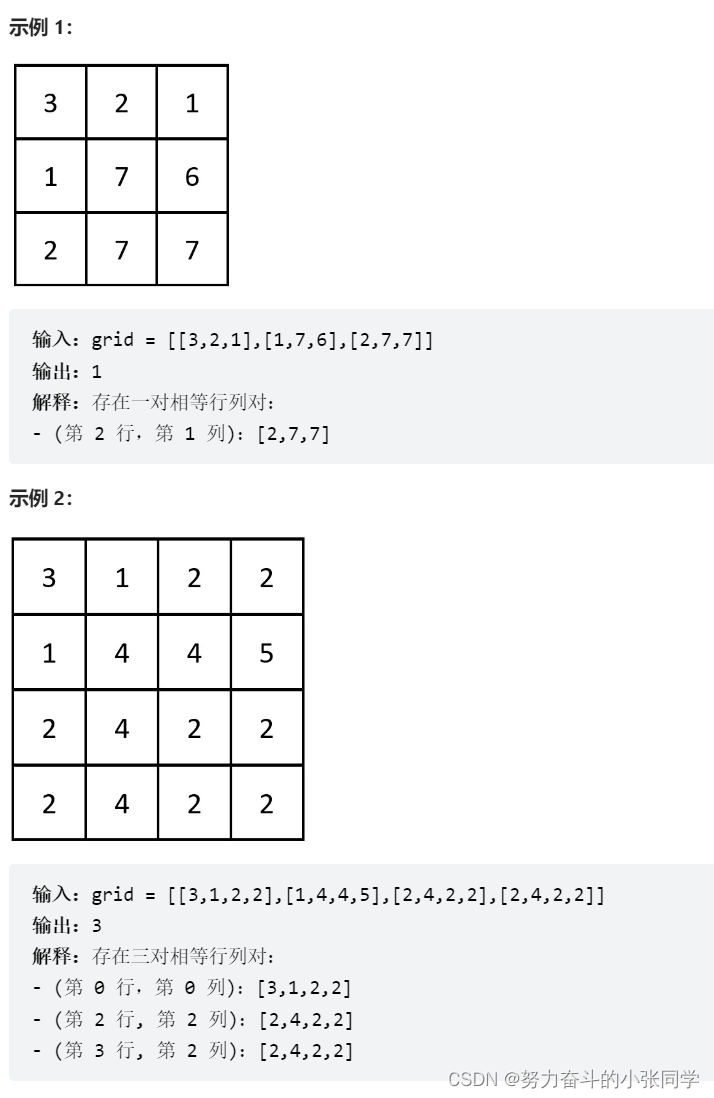 示例 1：
3 2 1
1 7 6
2 7 7
输入：grid = [[3,2,1],[1,7,6],[2,7,7]]
输出：1
解释：存在一对相等行列对：
- (第 2 行，第 1 列)：[2,7,7]
示例 2：
3 1 2 2
1 4 4 5
2 4 2 2
2 4 2 2
输入：grid = [[3,1,2,2],[1,4,4,5],[2,4,2,2],[2,4,2,2]]
输出：3
解释：存在三对相等行列对：
- (第 0 行，第 0 列)：[3,1,2,2]
- (第 2 行, 第 2 列)：[2,4,2,2]
- (第 3 行, 第 2 列)：[2,4,2,2]
CSDN @努力奋斗的小张同学